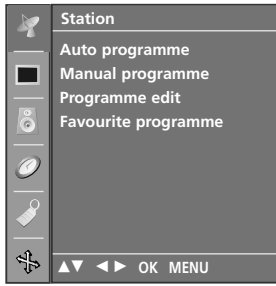 Station
Auto programme
Manual programme
Programme edit
Favourite programme
▲▼ ◄► OK MENU